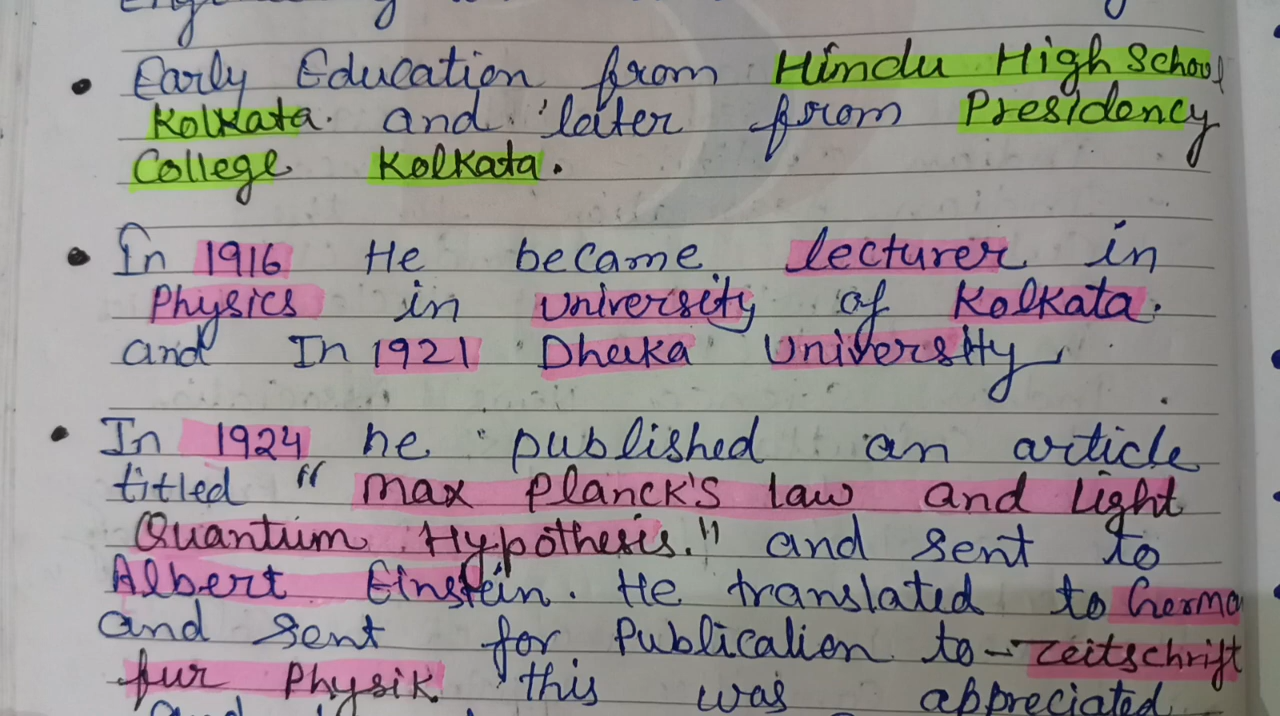 Early Education from Hindu High School
Kolkata. and later from Presidency
College Kolkata.
In 1916 He became lecturer in
Physics in University of Kolkata.
and In 1921 Dhaka University
In 1924 he published an article
titled "Max Planck's law and Light
Quantum Hypothesis." and sent to
Albert Einstein. He translated to Germa
and sent for Publication to - Zeitschrift
fur Physik this was appreciated